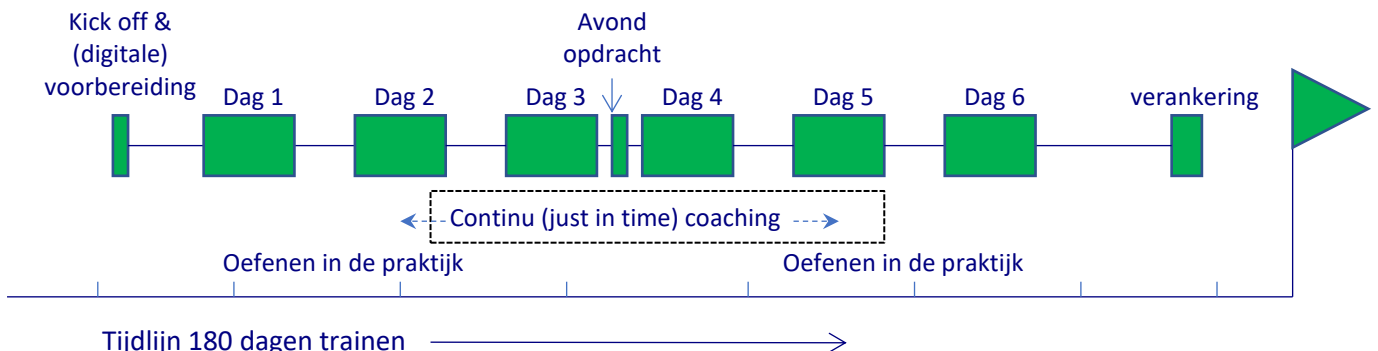 Kick off &
(digitale)
voorbereiding
Dag 1
Dag 2
Dag 3
Avond
opdracht
Dag 4
Dag 5
Dag 6
verankering
Continu (just in time) coaching
Oefenen in de praktijk
Oefenen in de praktijk
Tijdlijn 180 dagen trainen